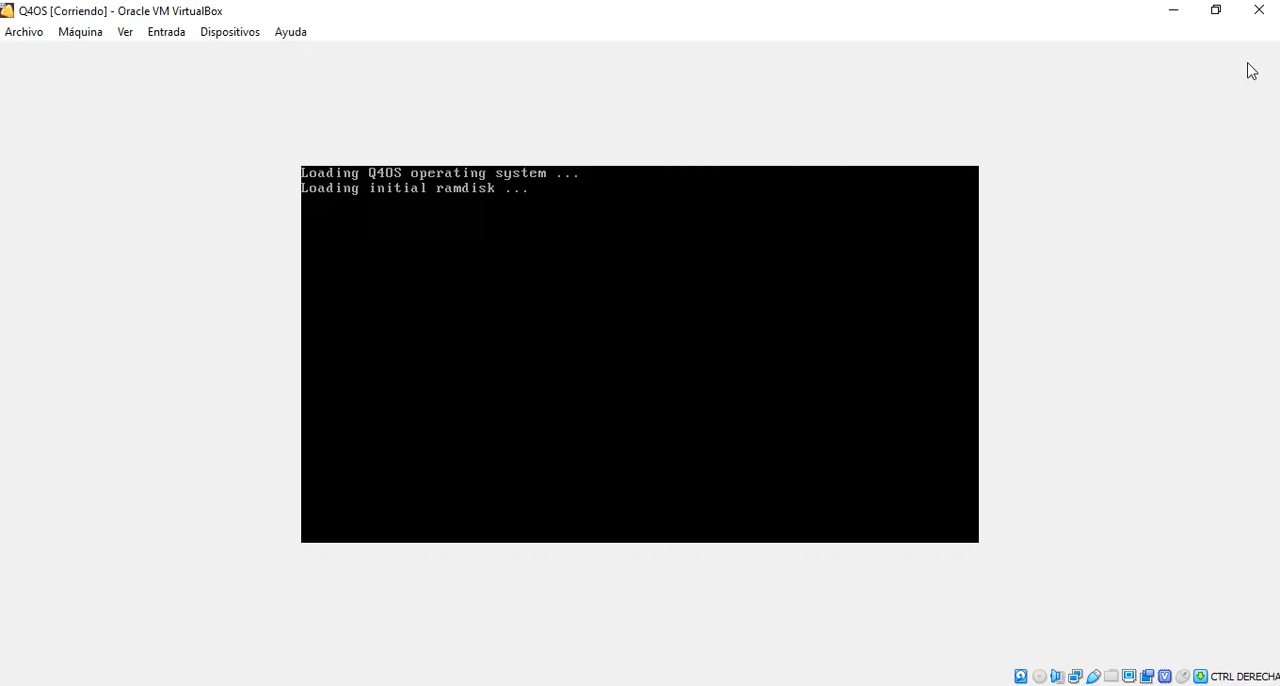 Q4OS [Corriendo] - Oracle VM VirtualBox
Archivo Máquina Ver Entrada Dispositivos Ayuda
Loading Q4OS operating system ...
Loading initial ramdisk ...
CTRL DERECHA